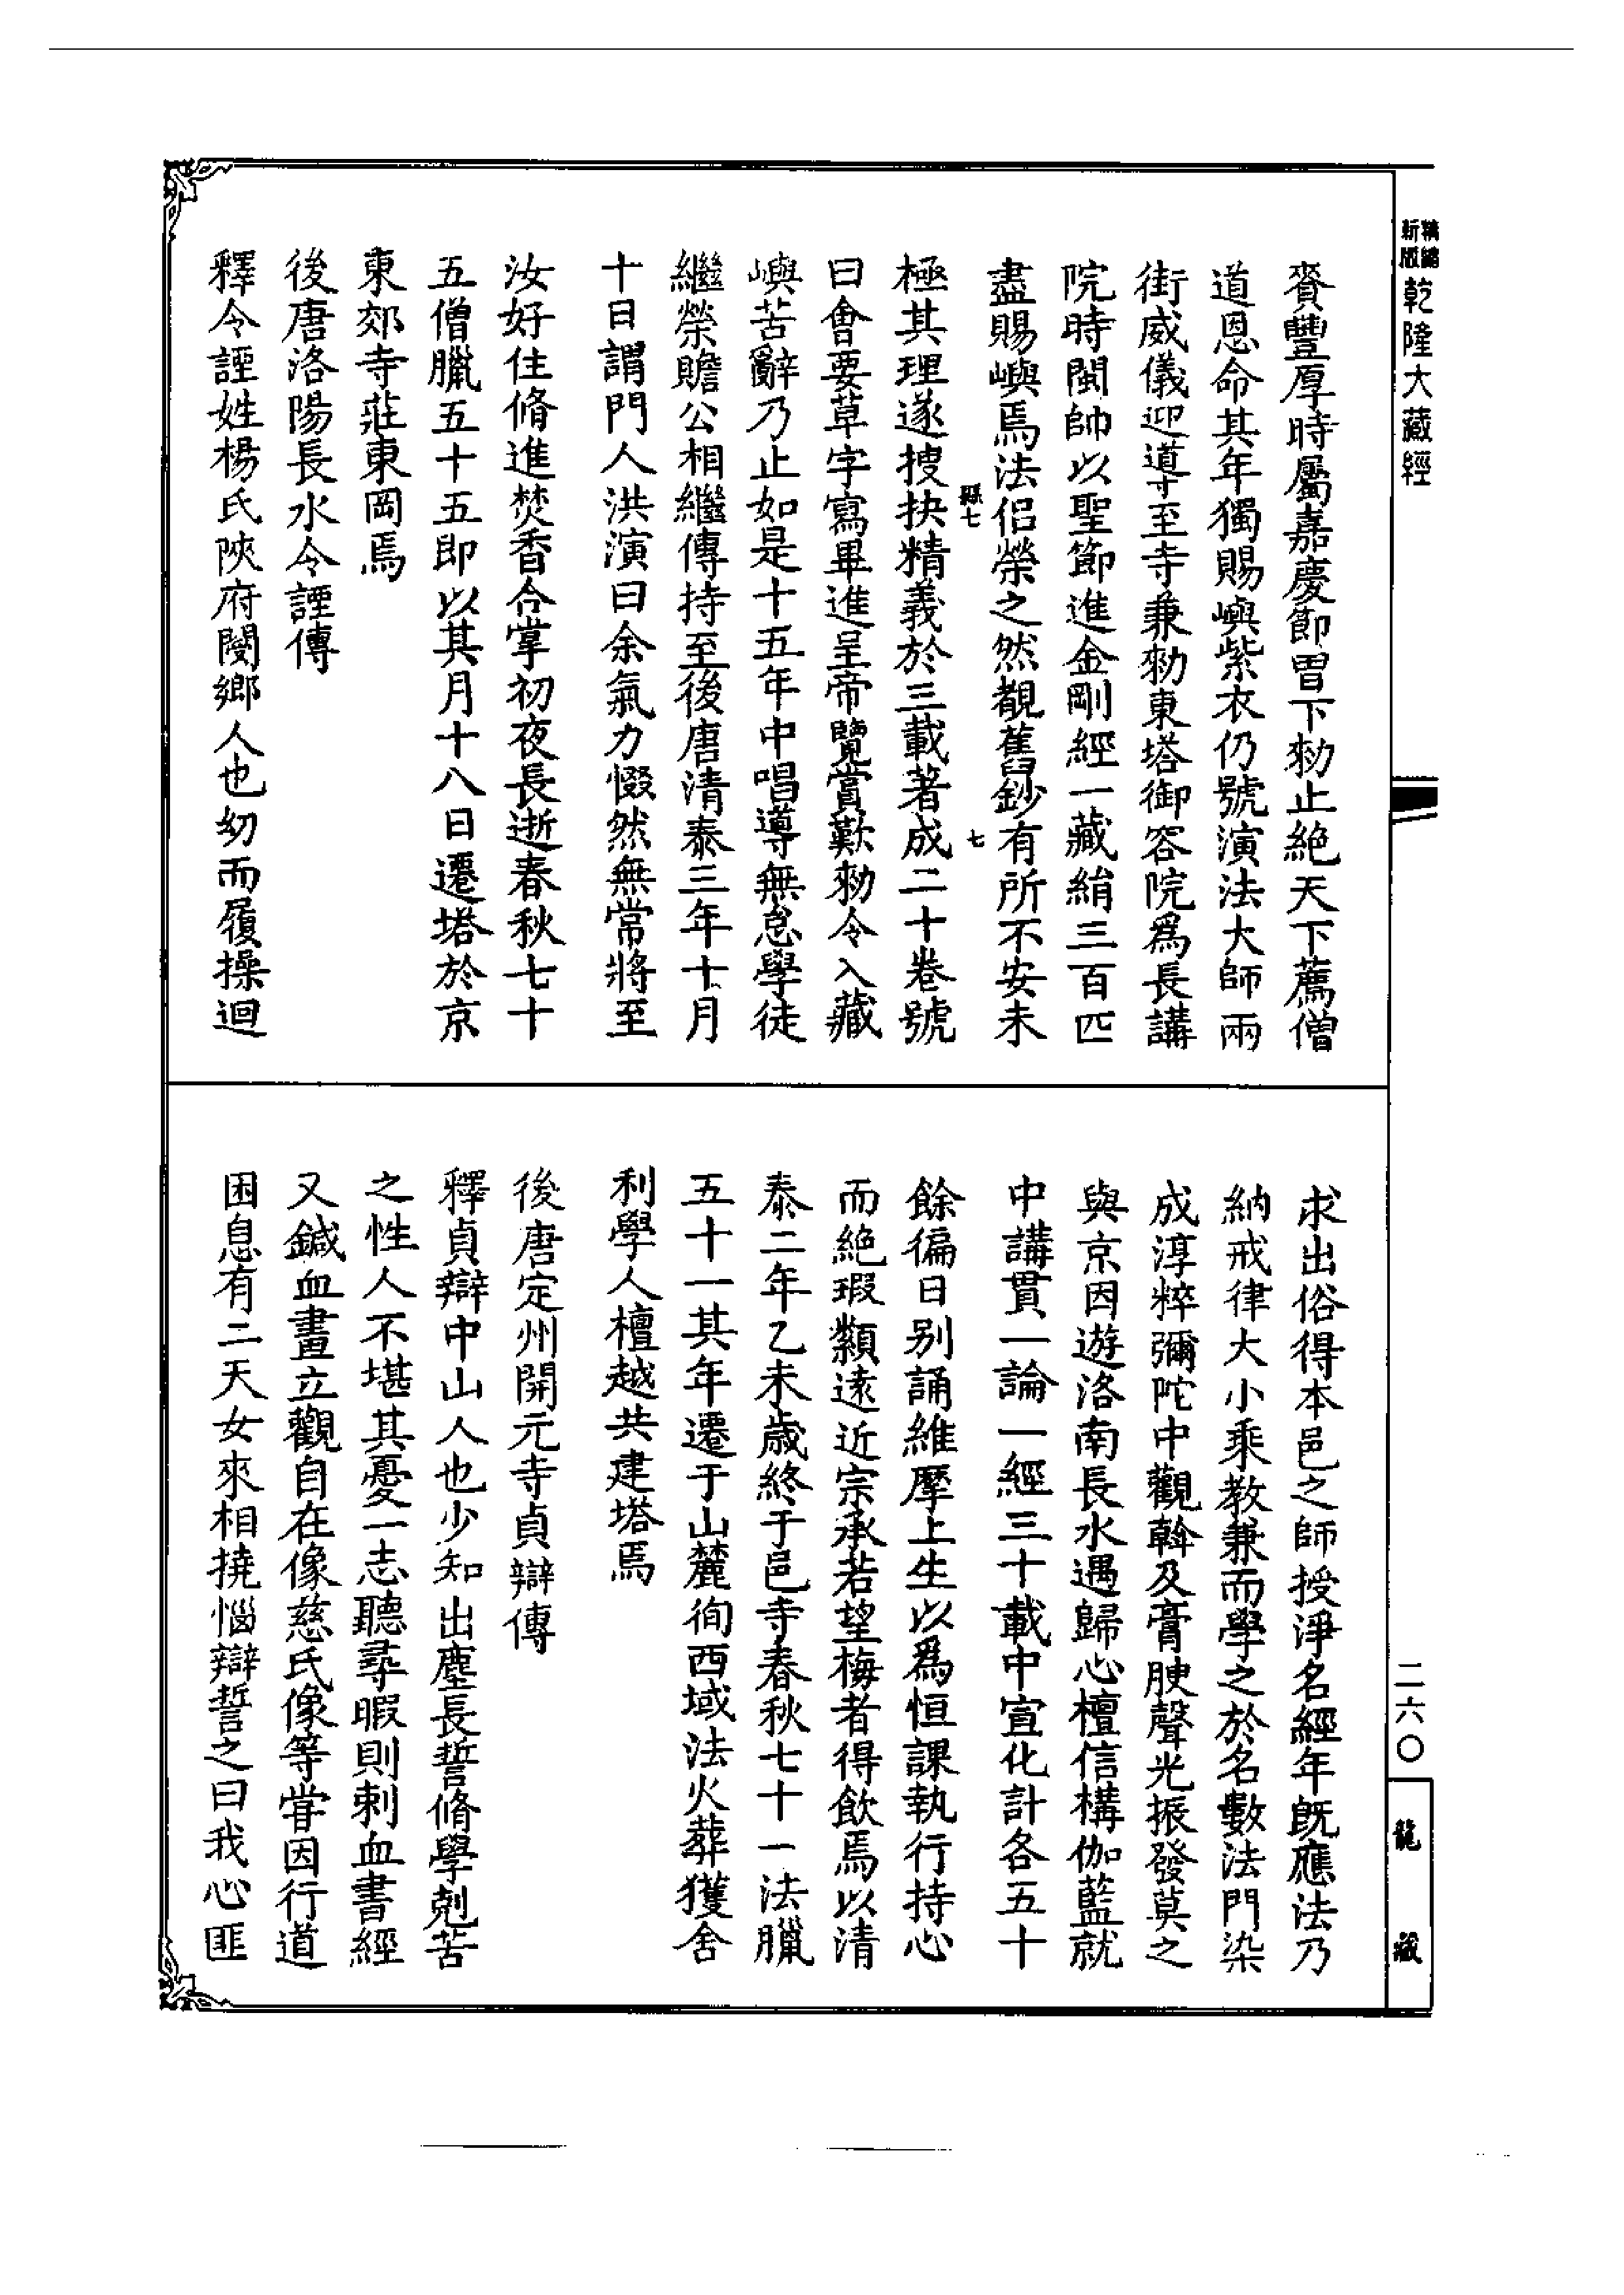 精縮
新版
乾隆大藏經
賚豐厚時屬嘉慶節曾下勑止絕天下薦僧
道恩命其年獨賜嶼紫衣仍號演法大師兩
街威儀迎導至寺兼勑東塔御容院爲長講
院時閩帥以聖節進金剛經一藏絹三百匹
盡賜嶼焉法侶榮之然覩舊鈔有所不安未
縣七 七
極其理遂搜抉精義於三載著成二十卷號
曰會要草字寫畢進呈帝覽賞歎勑令入藏
嶼苦辭乃止如是十五年中唱導無怠學徒
繼榮贍公相繼傳持至後唐清泰三年十月
十日謂門人洪演曰余氣力惙然無常將至
汝好住脩進焚香合掌初夜長逝春秋七十
五僧臘五十五即以其月十八日遷塔於京
東郊寺莊東岡焉
後唐洛陽長水令諲傳
釋令諲姓楊氏陝府閿鄉人也幼而履操迴
求出俗得本邑之師授淨名經年旣應法乃
納戒律大小乘教兼而學之於名數法門染
成淳粹彌陀中觀斡及膏腴聲光振發莫之
與京因遊洛南長水遇歸心檀信構伽藍就
中講貫一論一經三十載中宣化計各五十
餘徧日别誦維摩上生以爲恒課執行持心
而絕瑕纇遠近宗承若望梅者得飲焉以清
泰二年乙未歲終于邑寺春秋七十一法臘
五十一其年遷于山麓徇西域法火葬獲舍
利學人檀越共建塔焉
後唐定州開元寺貞辯傳
釋貞辯中山人也少知出塵長誓脩學剋苦
之性人不堪其憂一志聽尋暇則刺血書經
又鍼血畫立觀自在像慈氏像等甞因行道
困息有二天女來相撓惱辯誓之曰我心匪
二六〇
龍藏